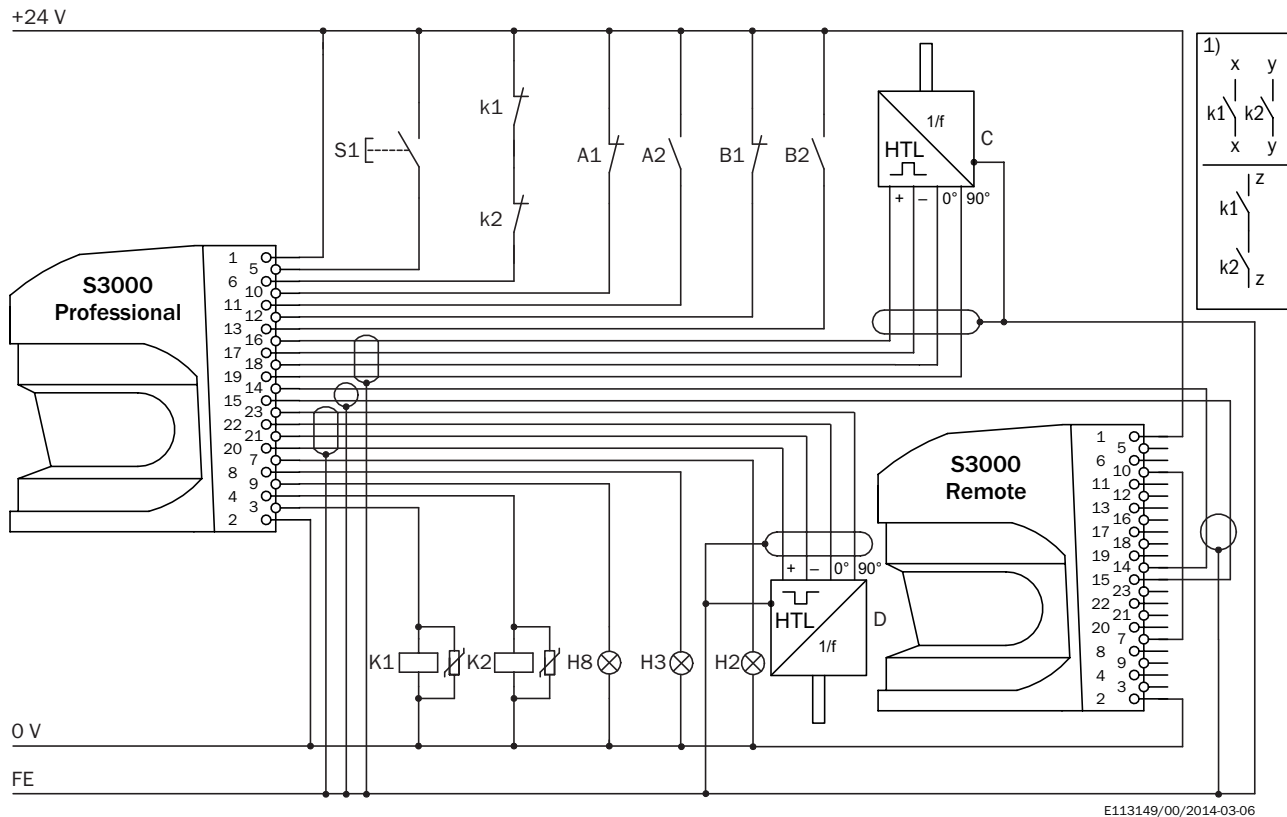 +24 V
1)
x y
k1 k2
x y
z
k1
k2
z
k1
S1
k2
A1 A2 B1 B2
1/f
C
HTL
+ – 0° 90°
S3000
Professional
1
5
6
10
11
12
13
16
17
18
19
14
15
23
22
21
20
7
8
9
4
3
2
S3000
Remote
1
5
6
10
11
12
13
16
17
18
19
14
15
23
22
21
20
7
8
9
4
3
2
+ – 0° 90°
HTL
D
1/f
K1 K2 H8 H3 H2
0 V
FE
E113149/00/2014-03-06